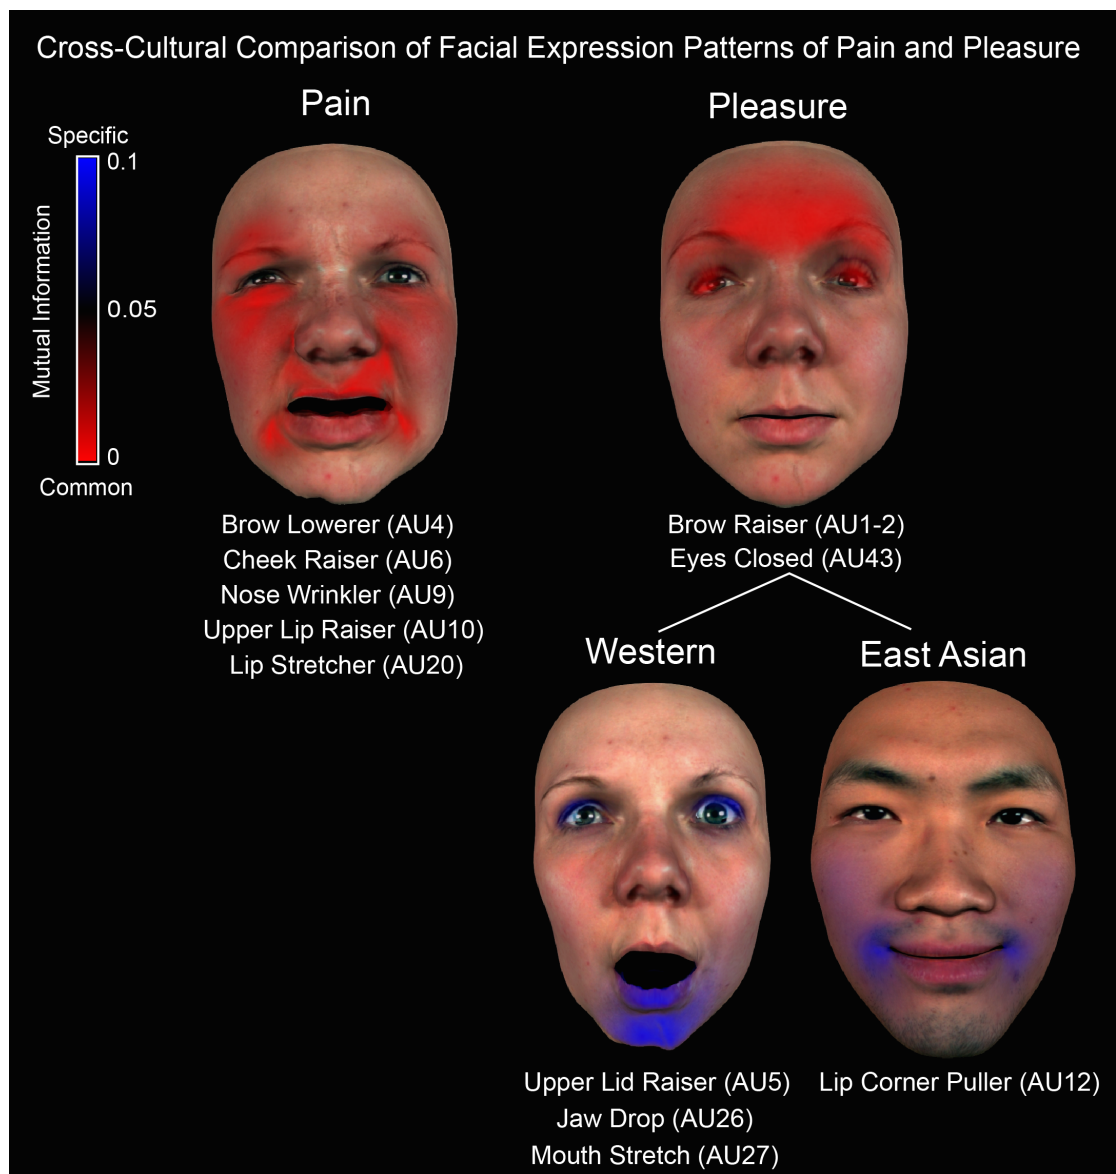 Cross-Cultural Comparison of Facial Expression Patterns of Pain and Pleasure
Pain
Pleasure
Specific
0.1
Mutual Information
0.05
0
Common
Brow Lowerer (AU4)
Cheek Raiser (AU6)
Nose Wrinkler (AU9)
Upper Lip Raiser (AU10)
Lip Stretcher (AU20)
Brow Raiser (AU1-2)
Eyes Closed (AU43)
Western
East Asian
Upper Lid Raiser (AU5)
Jaw Drop (AU26)
Mouth Stretch (AU27)
Lip Corner Puller (AU12)